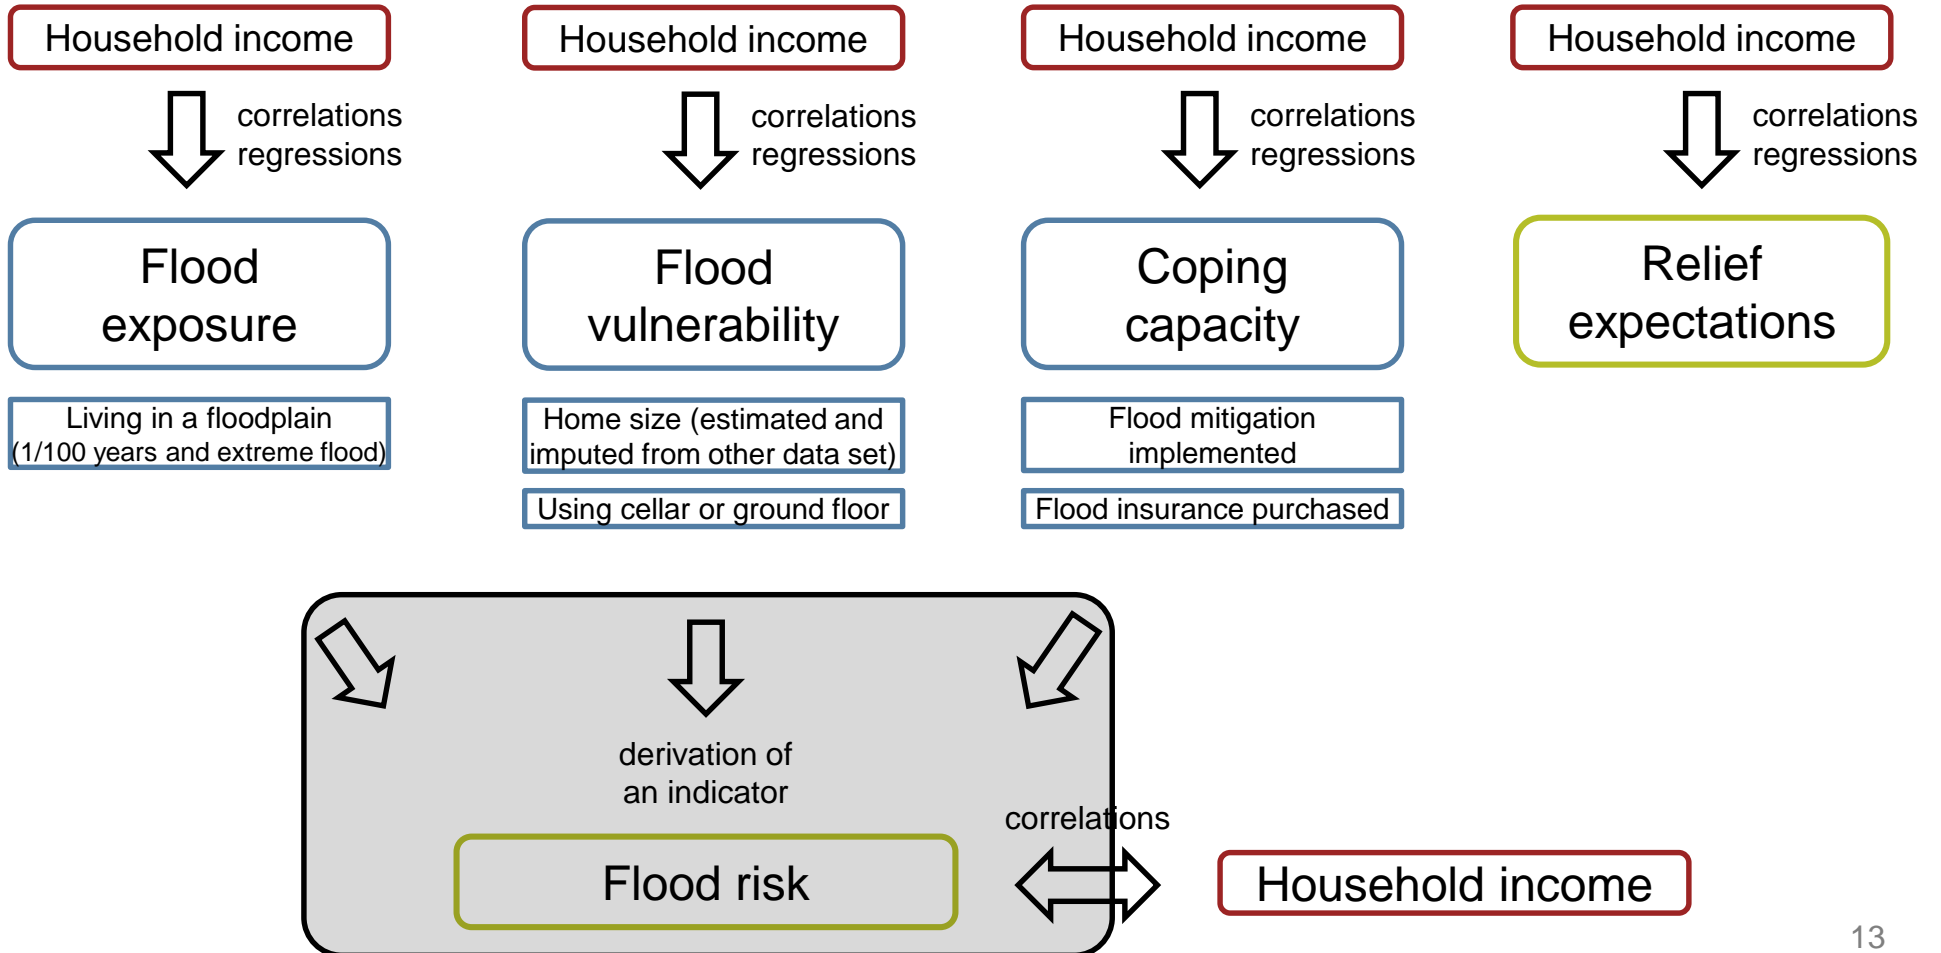 Household income
Household income
Household income
Household income
correlations
regressions
correlations
regressions
correlations
regressions
correlations
regressions
Flood
exposure
Flood
vulnerability
Coping
capacity
Relief
expectations
Living in a floodplain
(1/100 years and extreme flood)
Home size (estimated and
imputed from other data set)
Using cellar or ground floor
Flood mitigation
implemented
Flood insurance purchased
derivation of
an indicator
correlations
Flood risk
Household income
13